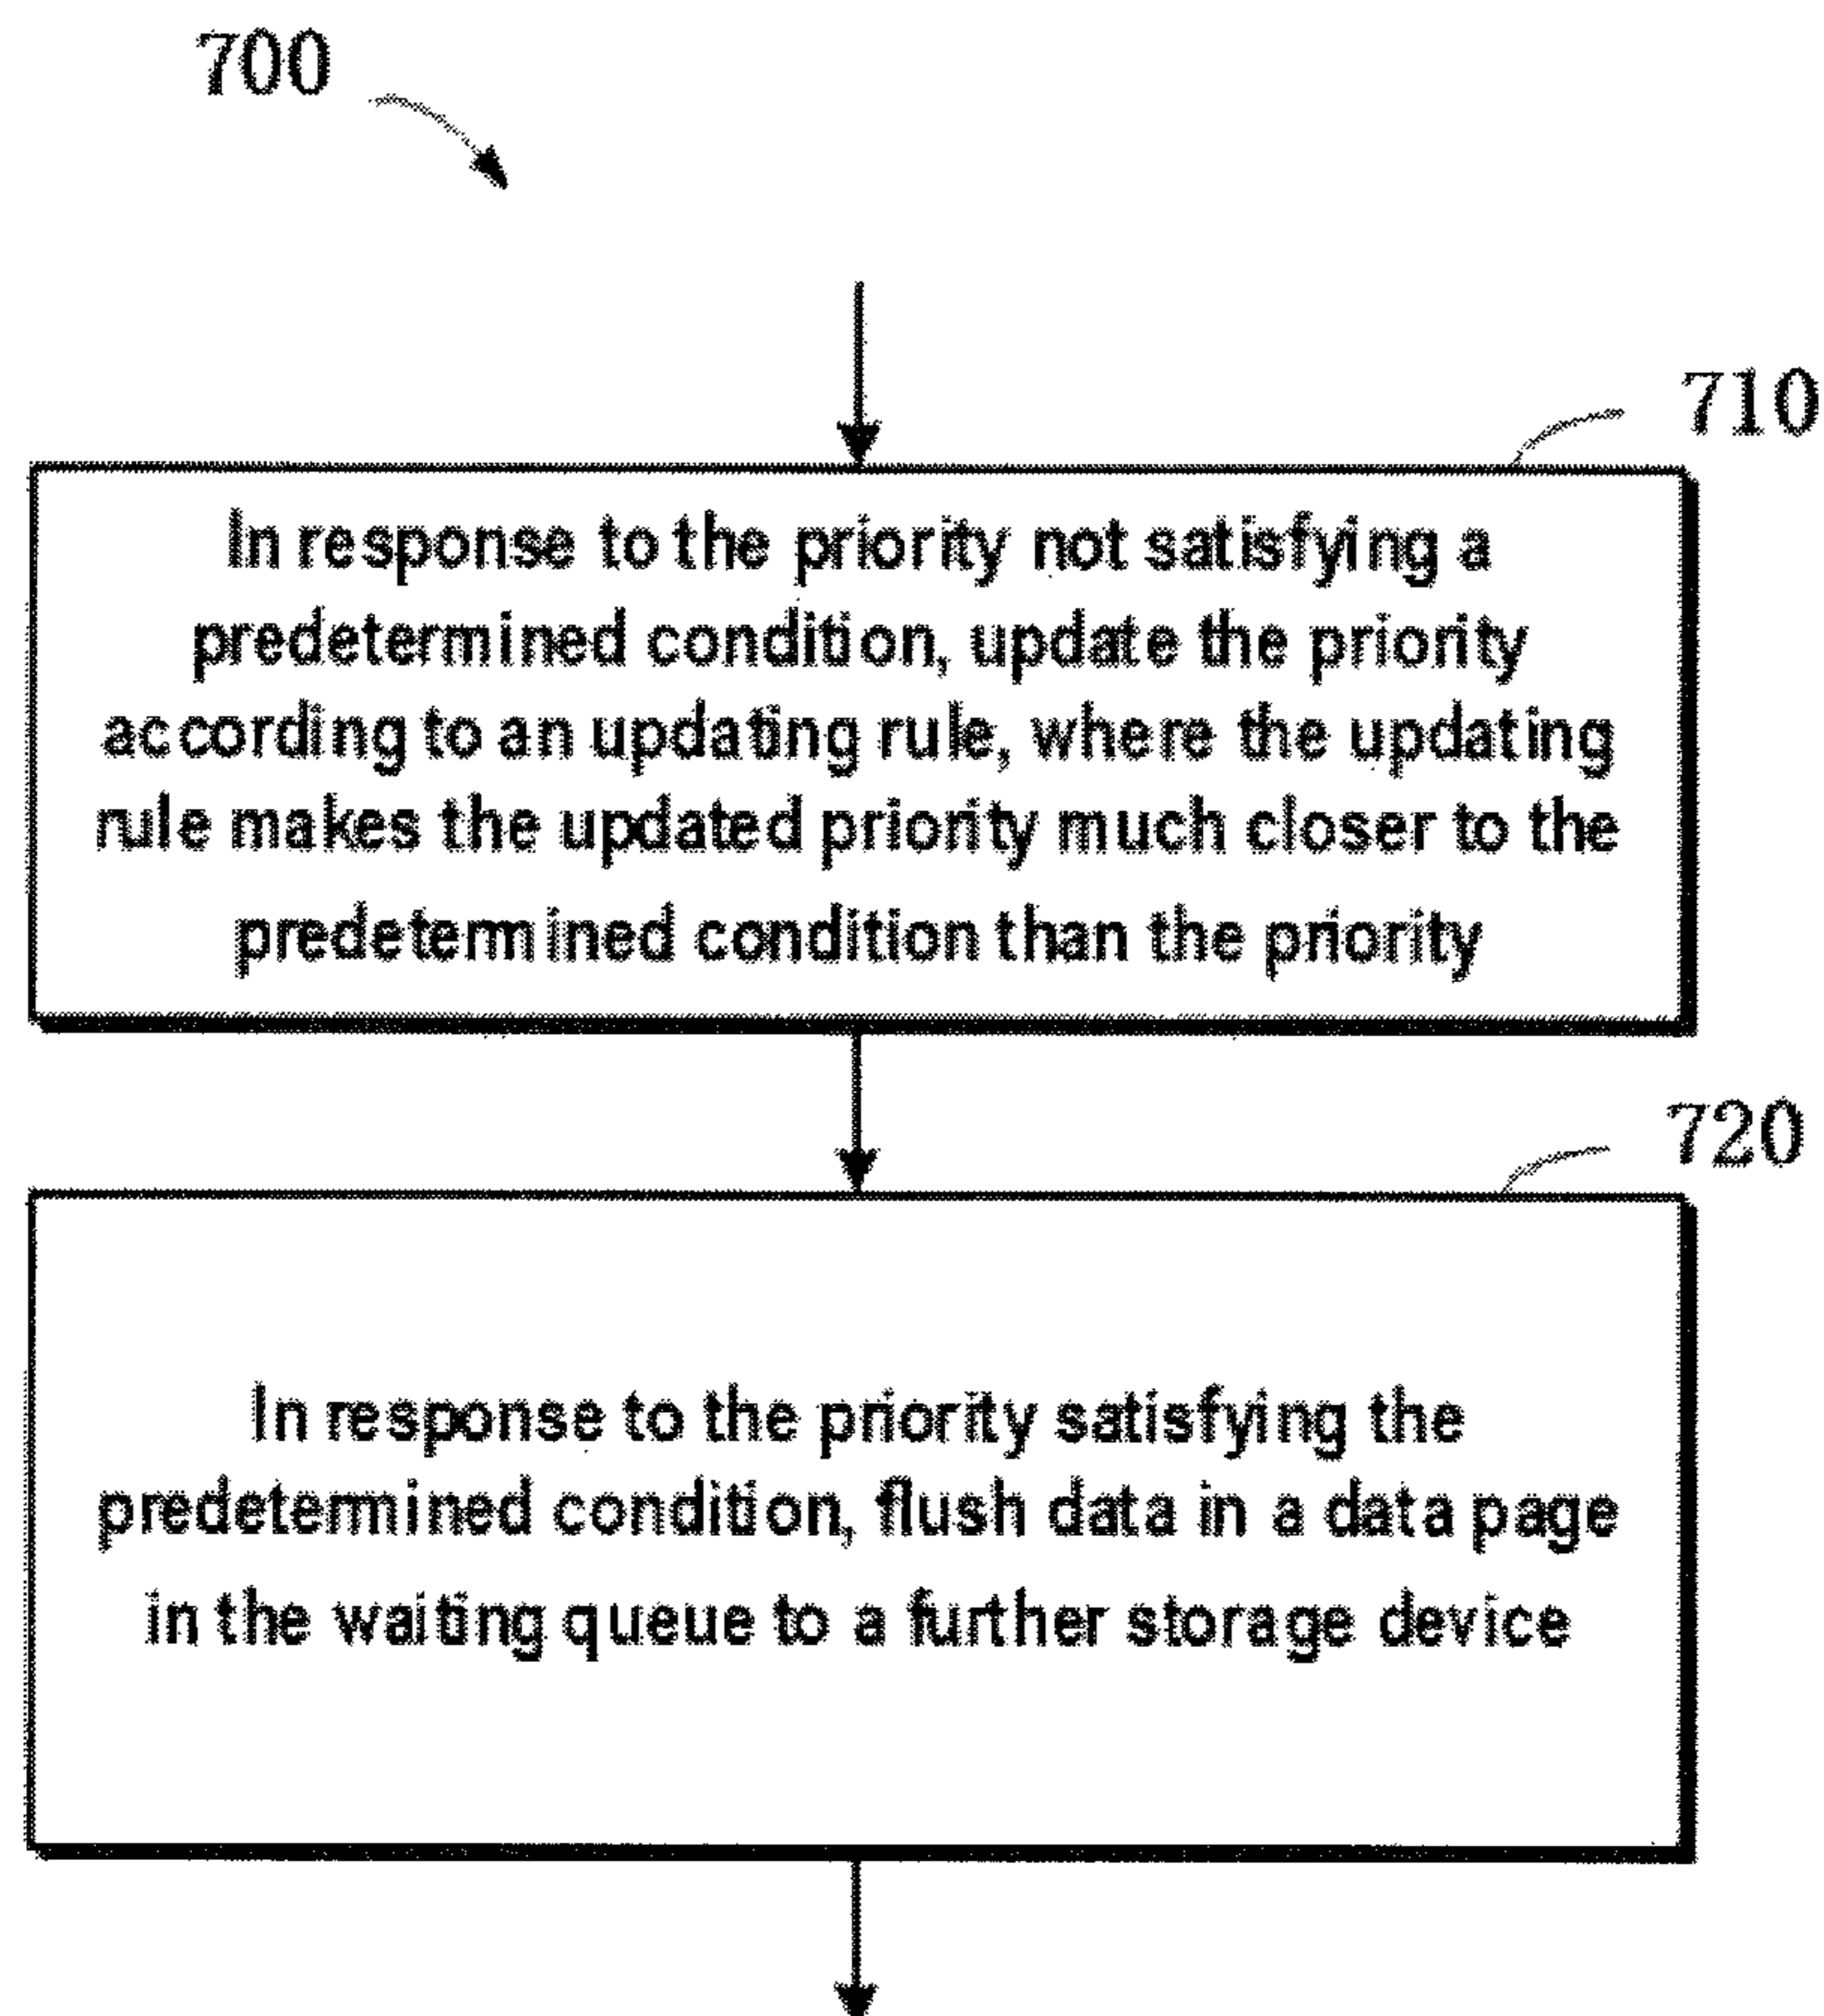 700
710
In response to the priority not satisfying a
predetermined condition, update the priority
according to an updating rule, where the updating
rule makes the updated priority much closer to the
predetermined condition than the priority
720
In response to the priority satisfying the
predetermined condition, flush data in a data page
in the waiting queue to a further storage device